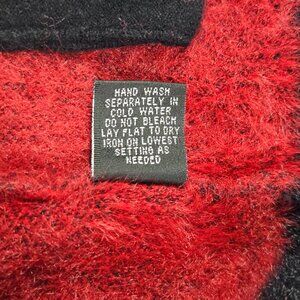 HAND WASH
SEPARATELY IN
COLD WATER
DO NOT BLEACH
LAY FLAT TO DRY
IRON ON LOWEST
SETTING AS
NEEDED